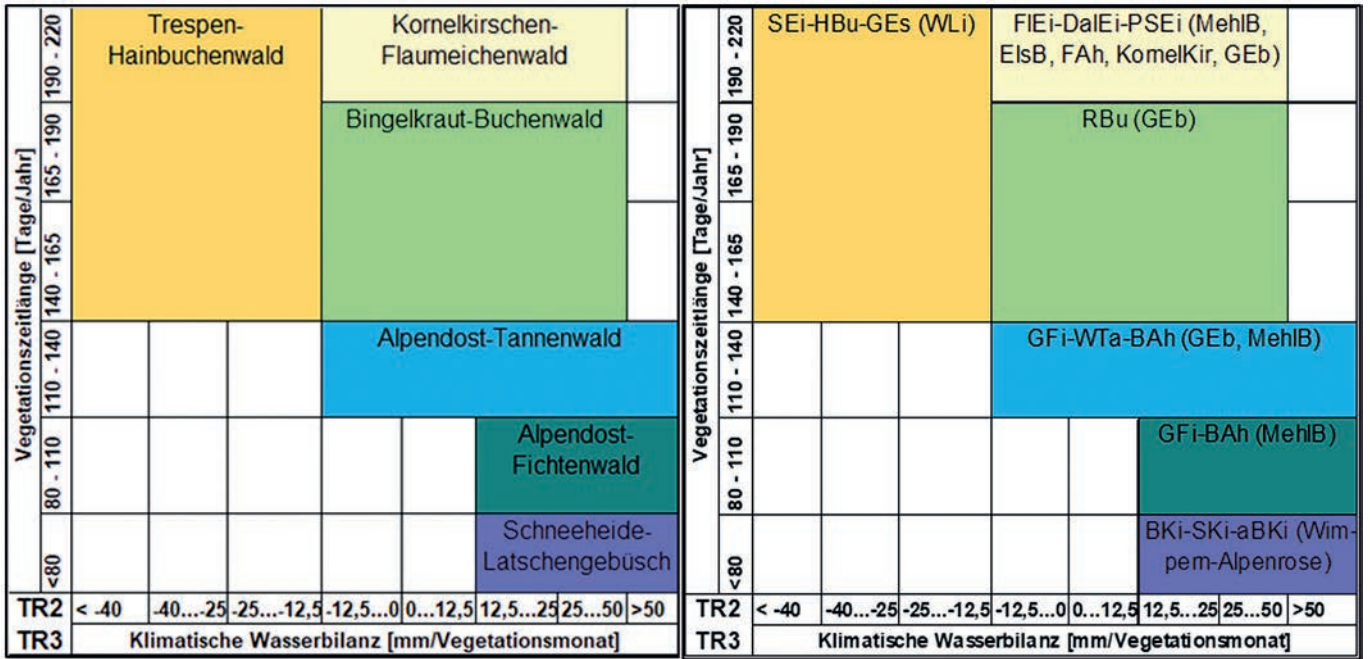 Vegetationszeitlänge [Tage/Jahr]
190 - 220
165 - 190
140 - 165
110 - 140
80 - 110
<80
Trespen-
Hainbuchenwald
Kornelkirschen-
Flaumeichenwald
Bingelkraut-Buchenwald
Alpendost-Tannenwald
Alpendost-
Fichtenwald
Schneeheide-
Latschengebüsch
TR2 < -40 -40...-25 -25...-12,5 -12,5...0 0...12,5 12,5...25 25...50 >50
TR3 Klimatische Wasserbilanz [mm/Vegetationsmonat]
Vegetationszeitlänge [Tage/Jahr]
190 - 220
165 - 190
140 - 165
110 - 140
80 - 110
<80
SEi-HBu-GEs (WLi)
FlEi-DalEi-PSEi (MehlB,
ElsB, FAh, KornelKir, GEb)
RBu (GEb)
GFi-WTa-BAh (GEb, MehlB)
GFi-BAh (MehlB)
BKi-SKi-aBKi (Wim-
pern-Alpenrose)
TR2 < -40 -40...-25 -25...-12,5 -12,5...0 0...12,5 12,5...25 25...50 >50
TR3 Klimatische Wasserbilanz [mm/Vegetationsmonat]